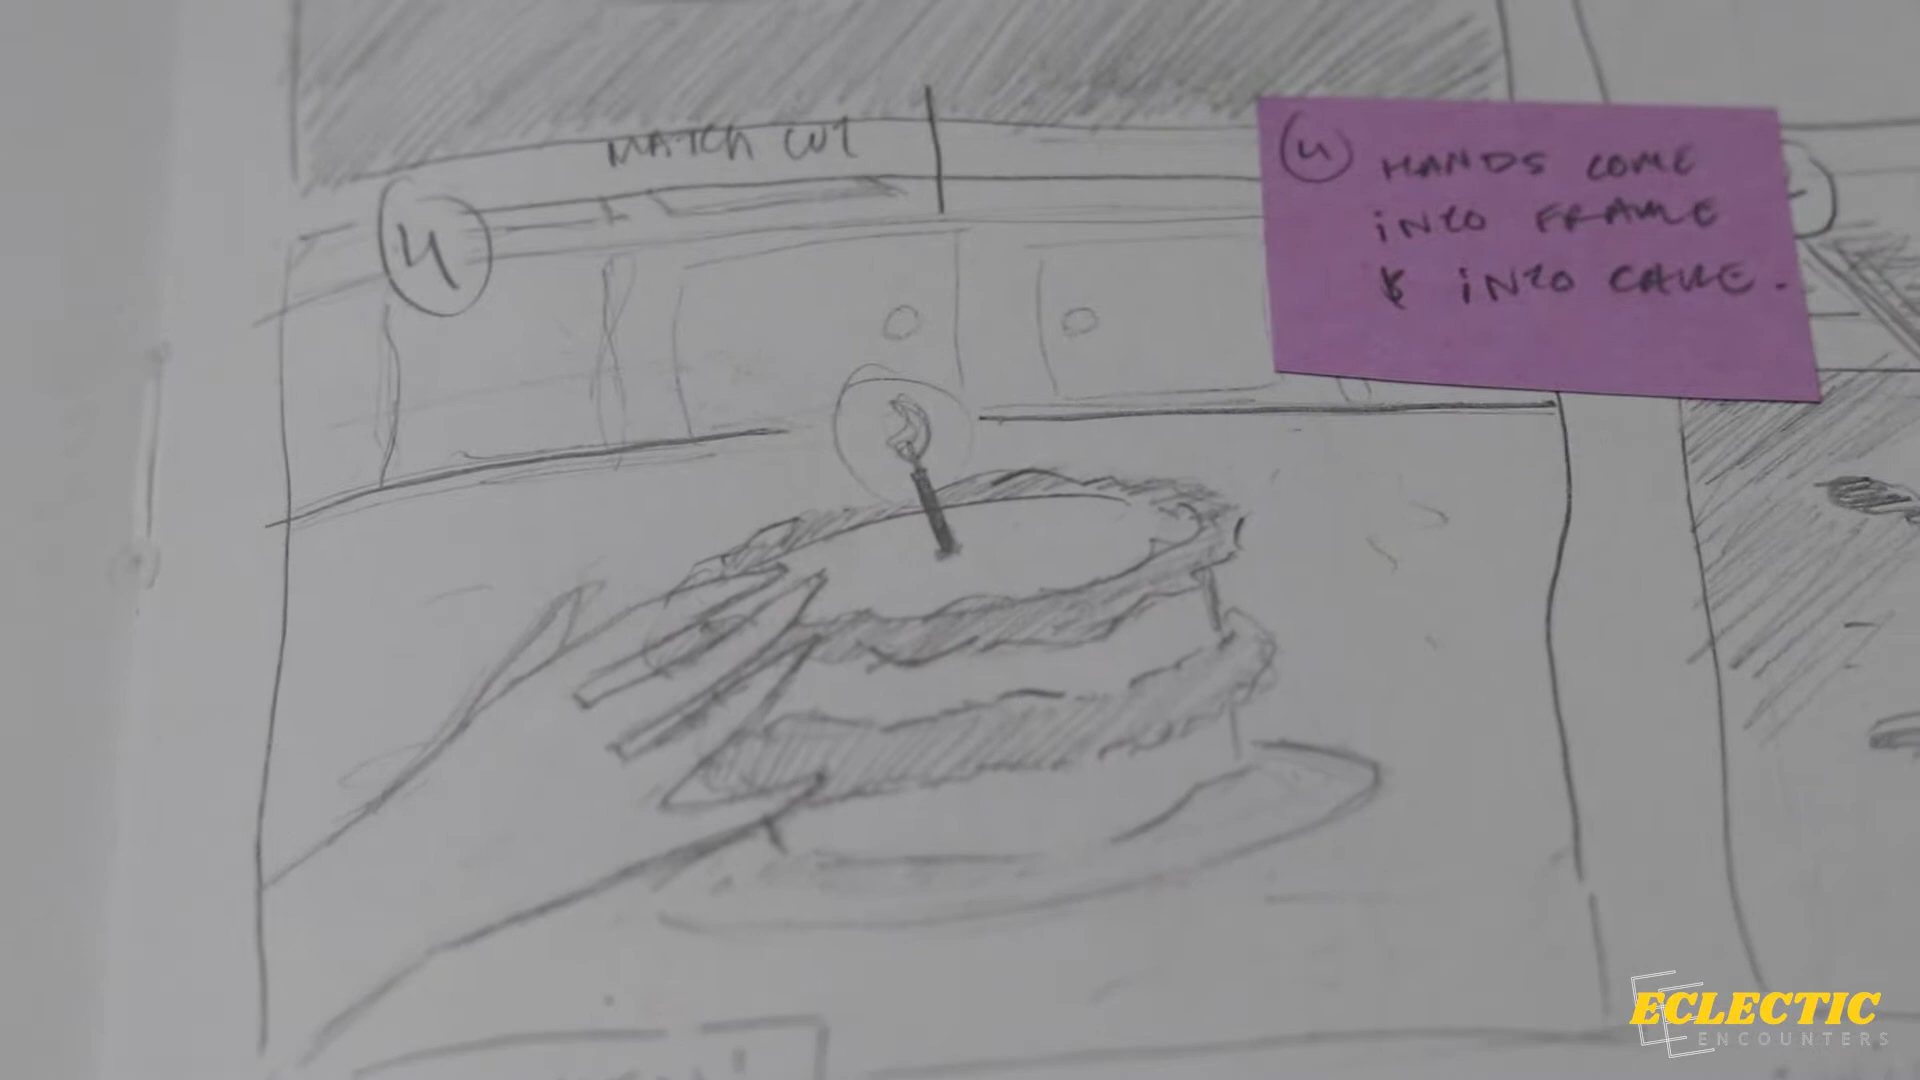 MATCH CUT
4
4 HANDS COME
INTO FRAME
& INTO CAKE.
ECLECTIC
ENCOUNTERS